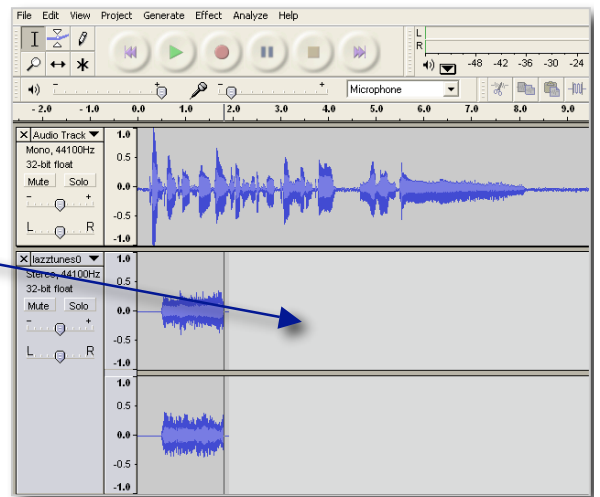 File Edit View Project Generate Effect Analyze Help
L
R
-48 -42 -36 -30 -24
Microphone
- 2.0 - 1.0 0.0 1.0 2.0 3.0 4.0 5.0 6.0 7.0 8.0 9.0
X Audio Track
Mono, 44100Hz
32-bit float
Mute Solo
- +
L R
1.0
0.5
0.0
-0.5
-1.0
X lazztunes0
Stereo, 44100Hz
32-bit float
Mute Solo
- +
L R
1.0
0.5
0.0
-0.5
-1.0
1.0
0.5
0.0
-0.5
-1.0